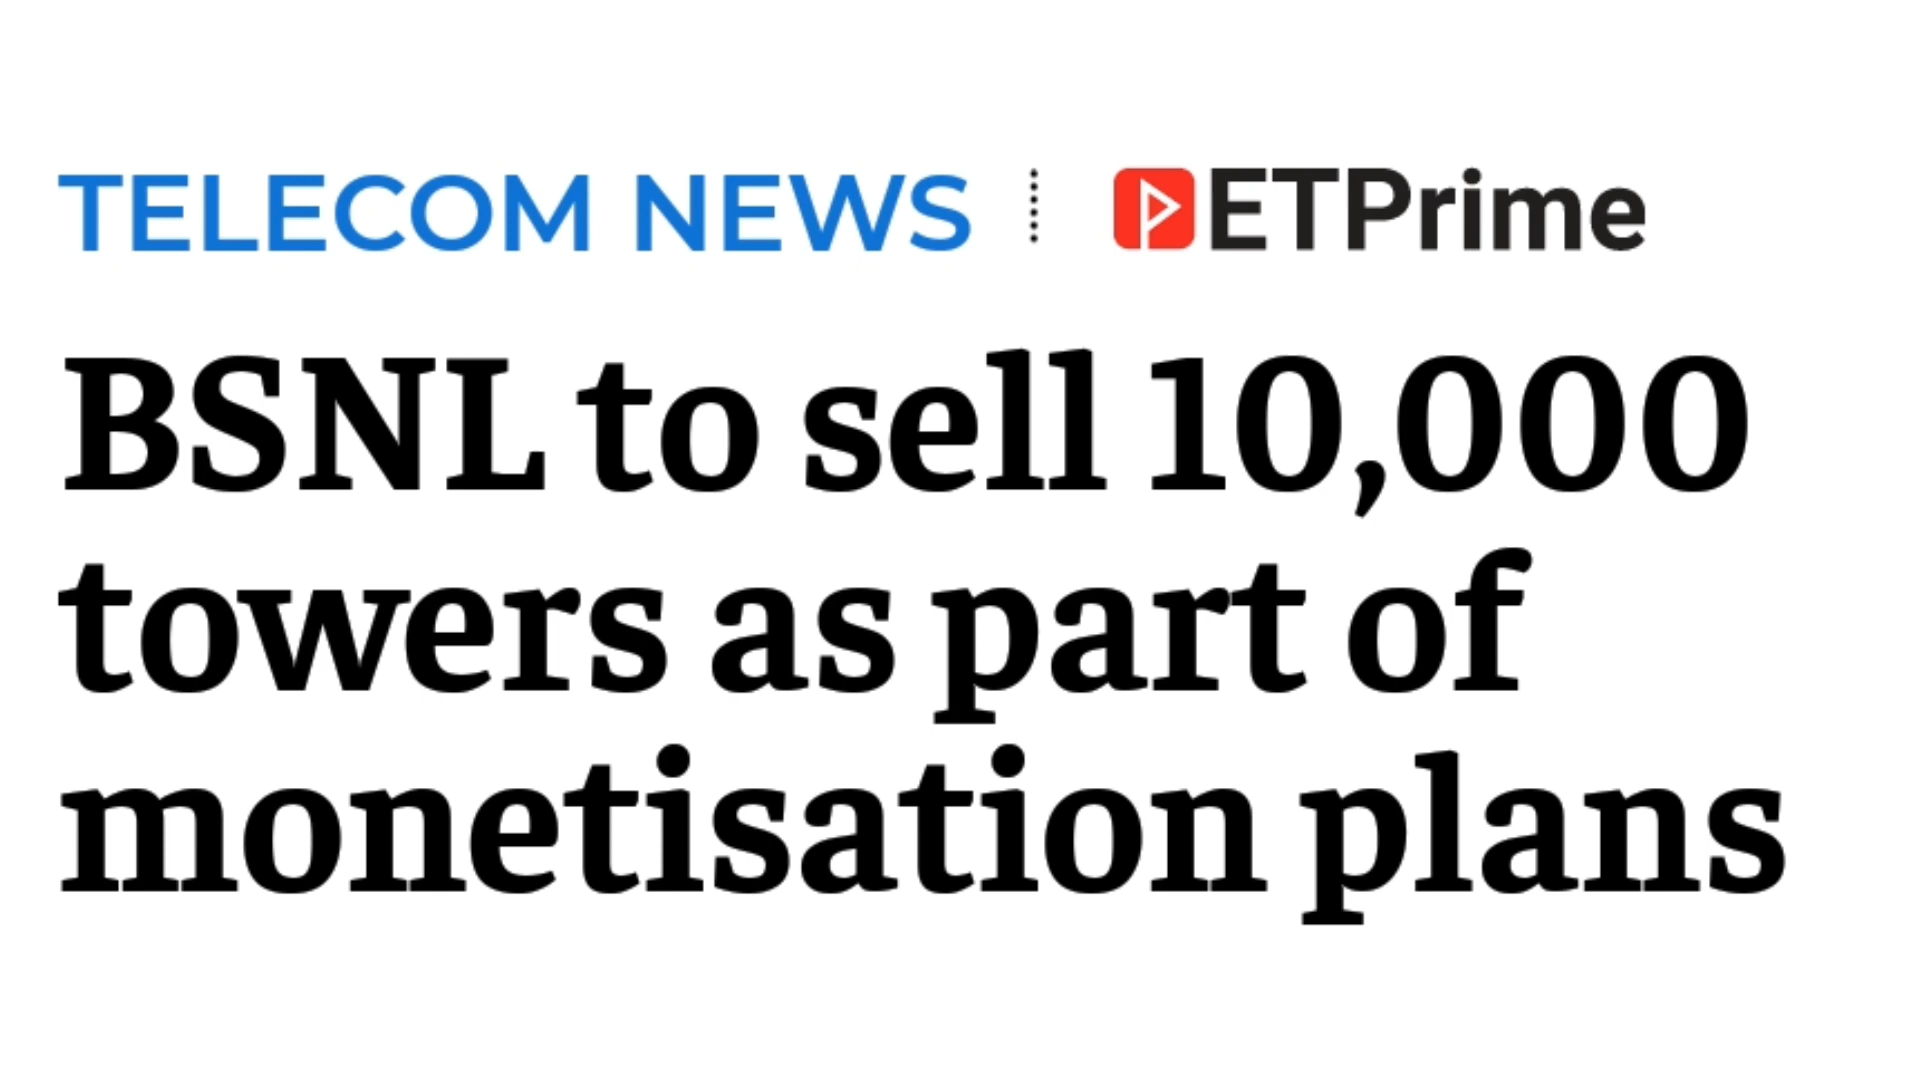 TELECOM NEWS ETPrime
BSNL to sell 10,000
towers as part of
monetisation plans